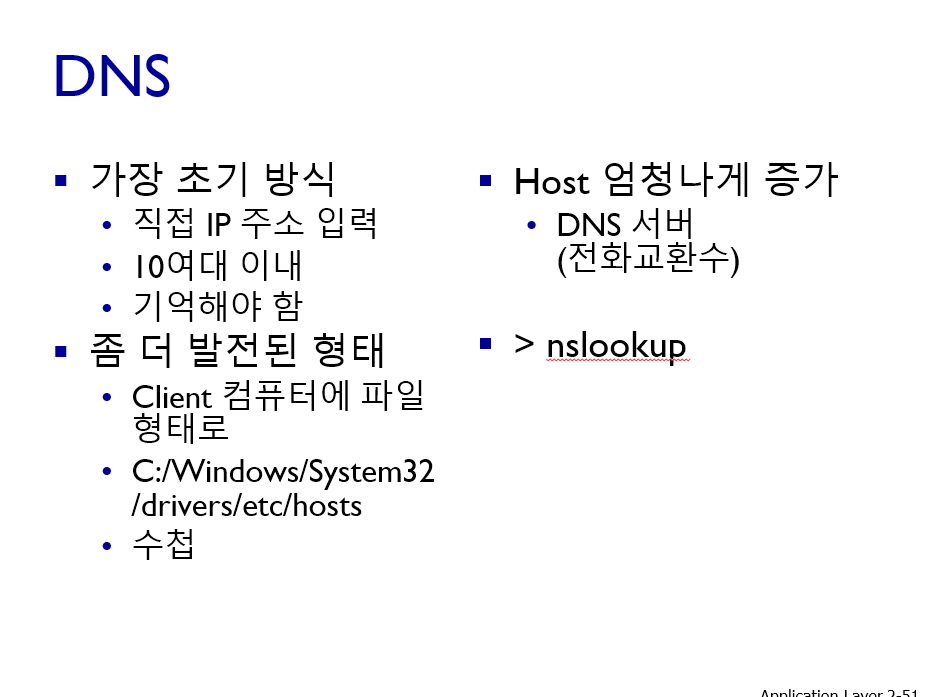 DNS
가장 초기 방식
직접 IP 주소 입력
10여대 이내
기억해야 함
좀 더 발전된 형태
Client 컴퓨터에 파일
형태로
C:/Windows/System32
/drivers/etc/hosts
수첩
Host 엄청나게 증가
DNS 서버
(전화교환수)
> nslookup
Application Layer 2-51